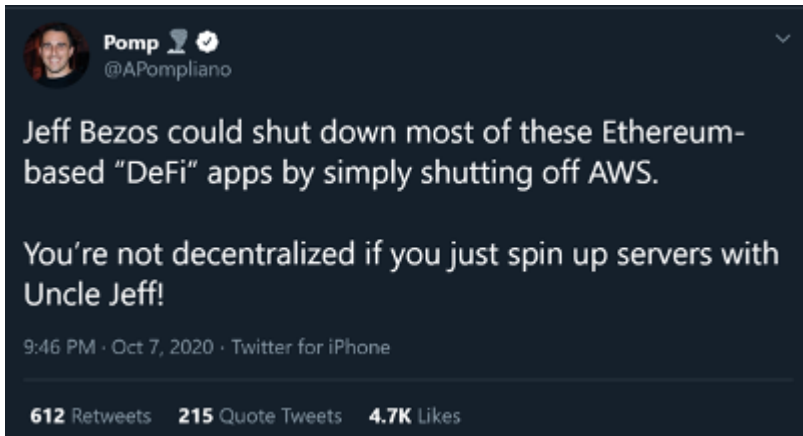 Pomp
@APompliano
Jeff Bezos could shut down most of these Ethereum-
based “DeFi” apps by simply shutting off AWS.
You’re not decentralized if you just spin up servers with
Uncle Jeff!
9:46 PM · Oct 7, 2020 · Twitter for iPhone
612 Retweets 215 Quote Tweets 4.7K Likes